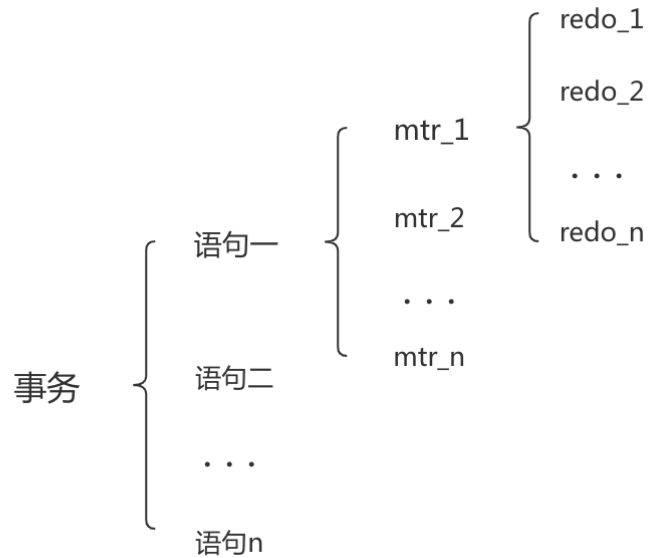 redo_1
redo_2
mtr_1
...
mtr_2
redo_n
语句一
...
mtr_n
语句二
事务
...
语句n